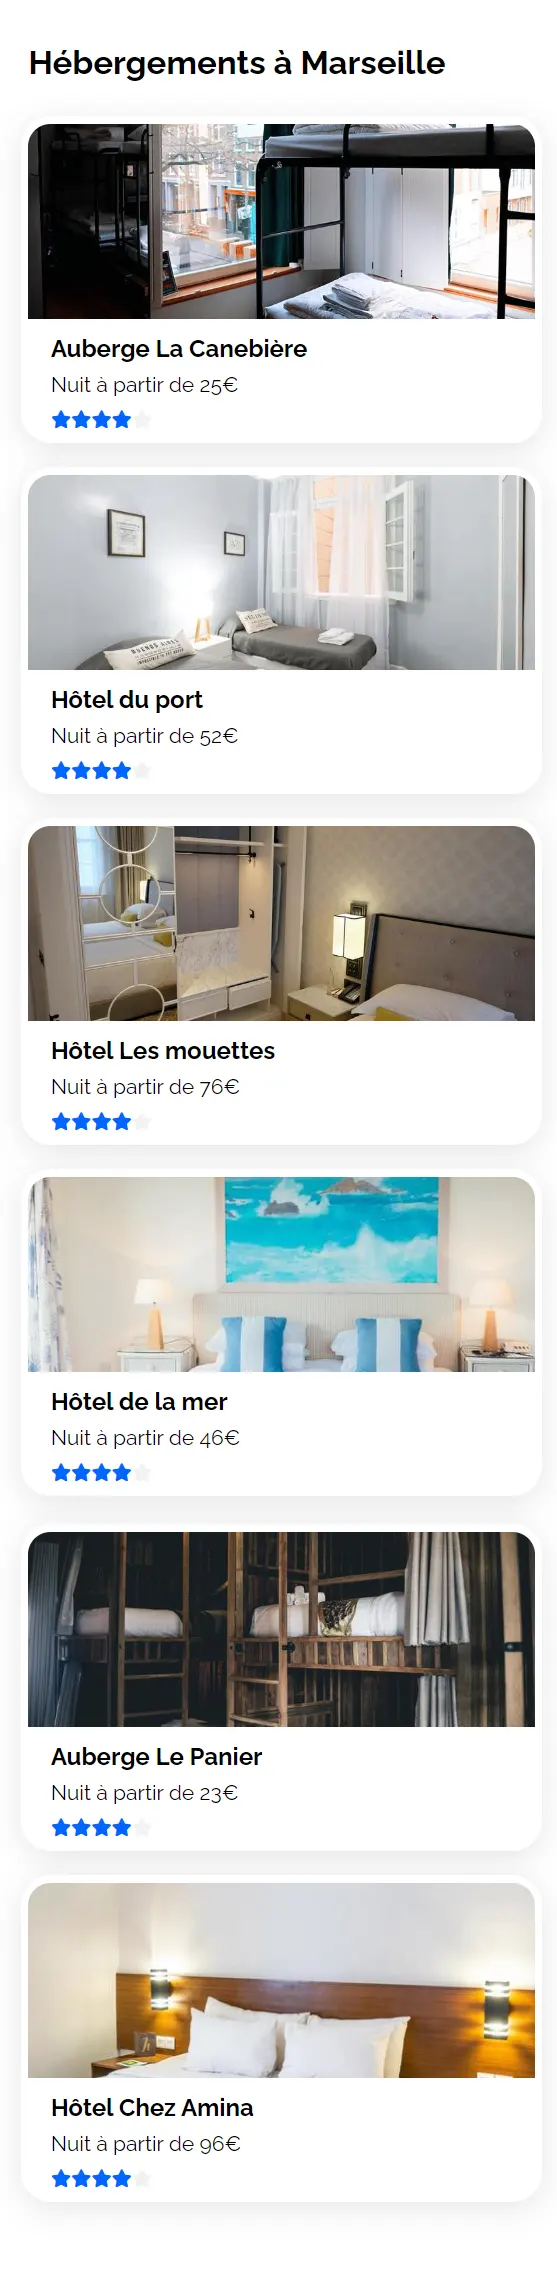 Hébergements à Marseille
Auberge La Canebière
Nuit à partir de 25€
Hôtel du port
Nuit à partir de 52€
Hôtel Les mouettes
Nuit à partir de 76€
Hôtel de la mer
Nuit à partir de 46€
Auberge Le Panier
Nuit à partir de 23€
Hôtel Chez Amina
Nuit à partir de 96€